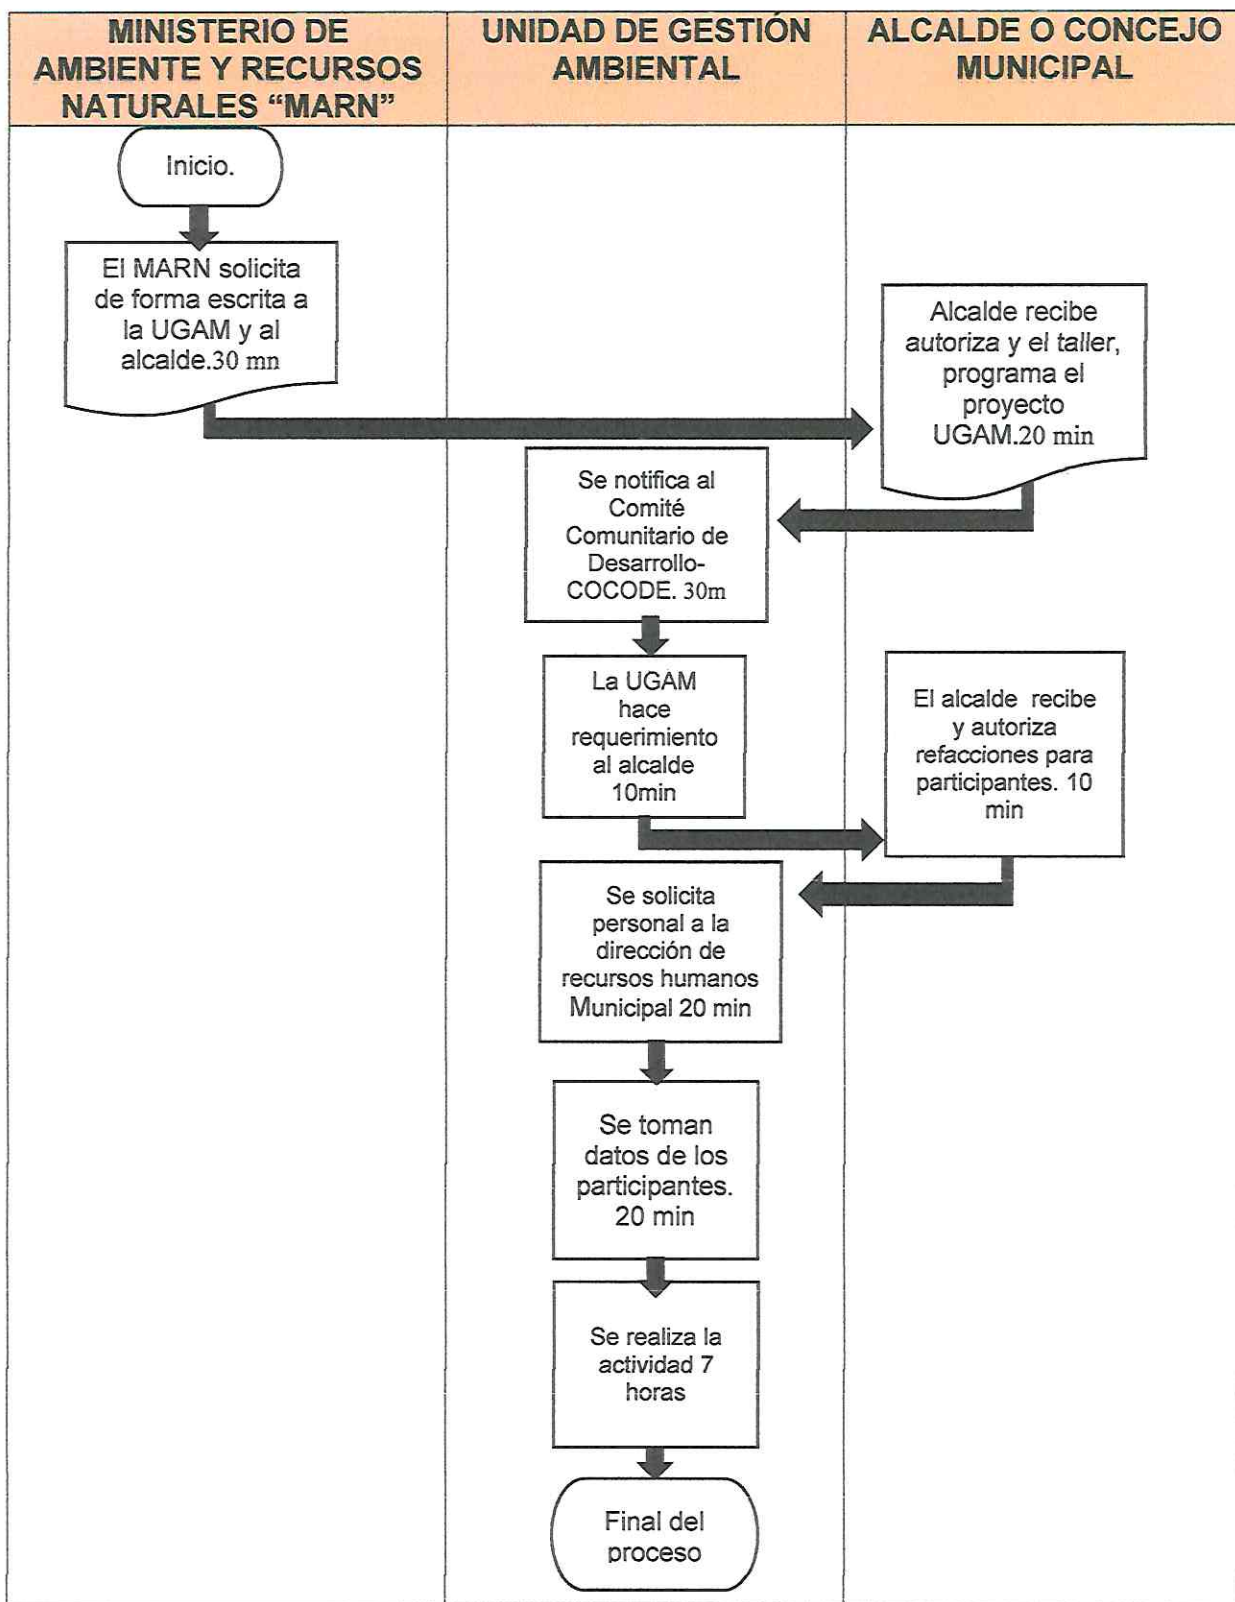 MINISTERIO DE
AMBIENTE Y RECURSOS
NATURALES “MARN”
UNIDAD DE GESTIÓN
AMBIENTAL
ALCALDE O CONCEJO
MUNICIPAL
Inicio.
El MARN solicita
de forma escrita a
la UGAM y al
alcalde.30 mn
Alcalde recibe
autoriza y el taller,
programa el
proyecto
UGAM.20 min
Se notifica al
Comité
Comunitario de
Desarrollo-
COCODE. 30m
La UGAM
hace
requerimiento
al alcalde
10min
El alcalde recibe
y autoriza
refacciones para
participantes. 10
min
Se solicita
personal a la
dirección de
recursos humanos
Municipal 20 min
Se toman
datos de los
participantes.
20 min
Se realiza la
actividad 7
horas
Final del
proceso